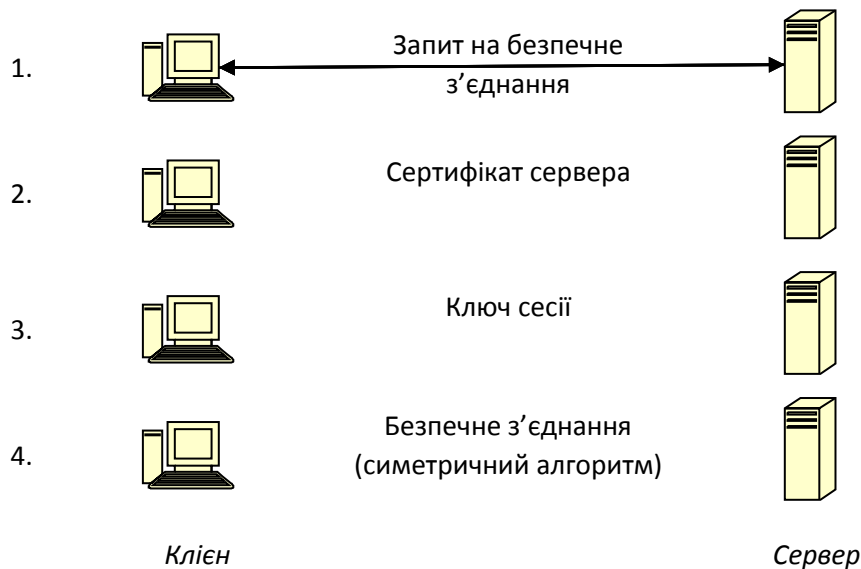 1.
Запит на безпечне
з’єднання
2.
Сертифікат сервера
3.
Ключ сесії
4.
Безпечне з’єднання
(симетричний алгоритм)
Клієн
Сервер